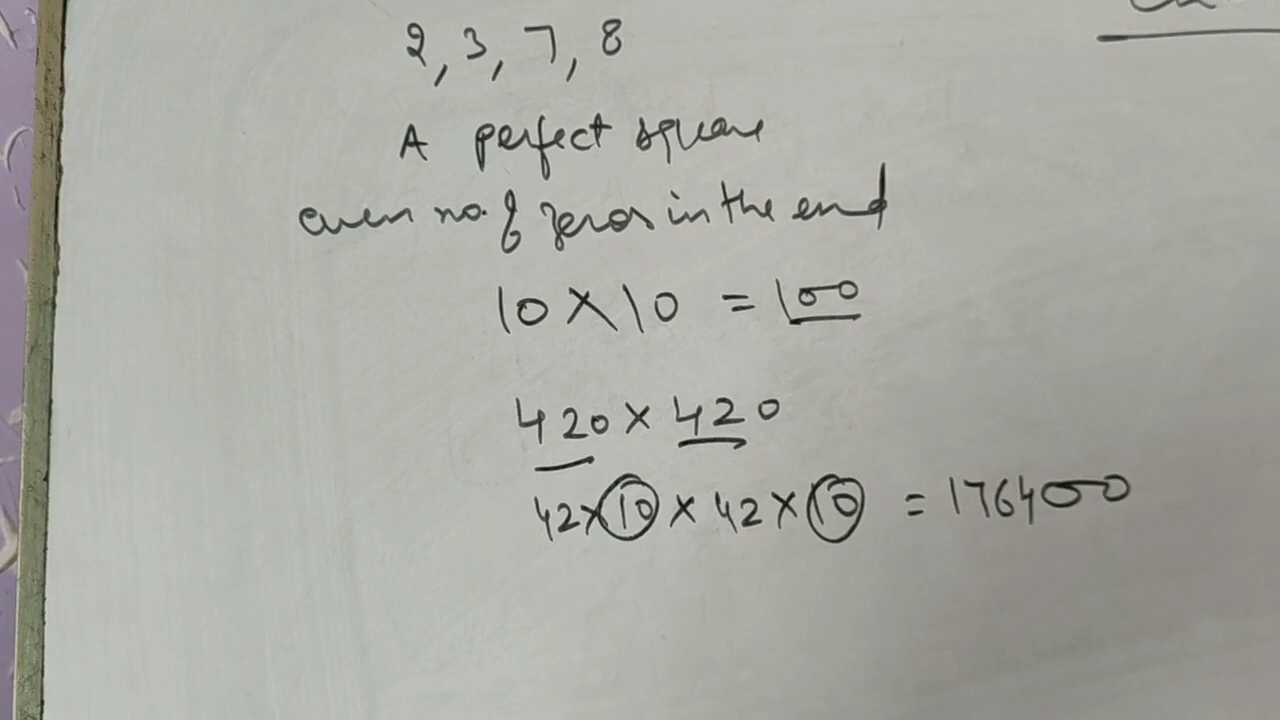 2, 3, 7, 8
A perfect square
even no. of zeros in the end
10 × 10 = 100
420 × 420
42 × 10 × 42 × 10 = 176400